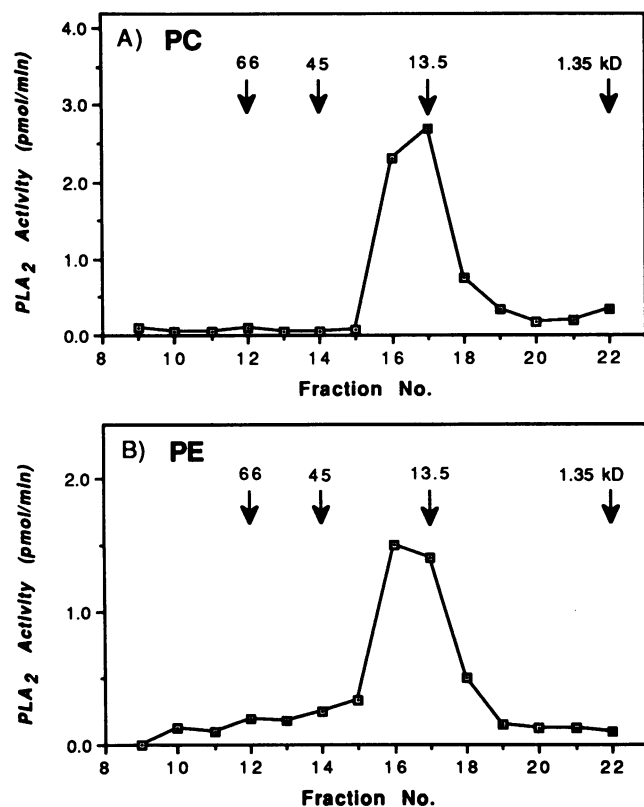 A) PC
66 45 13.5 1.35 kD
4.0
3.0
2.0
1.0
0.0
PLA2 Activity (pmol/min)
8 10 12 14 16 18 20 22
Fraction No.
B) PE
66 45 13.5 1.35 kD
2.0
1.0
0.0
PLA2 Activity (pmol/min)
8 10 12 14 16 18 20 22
Fraction No.